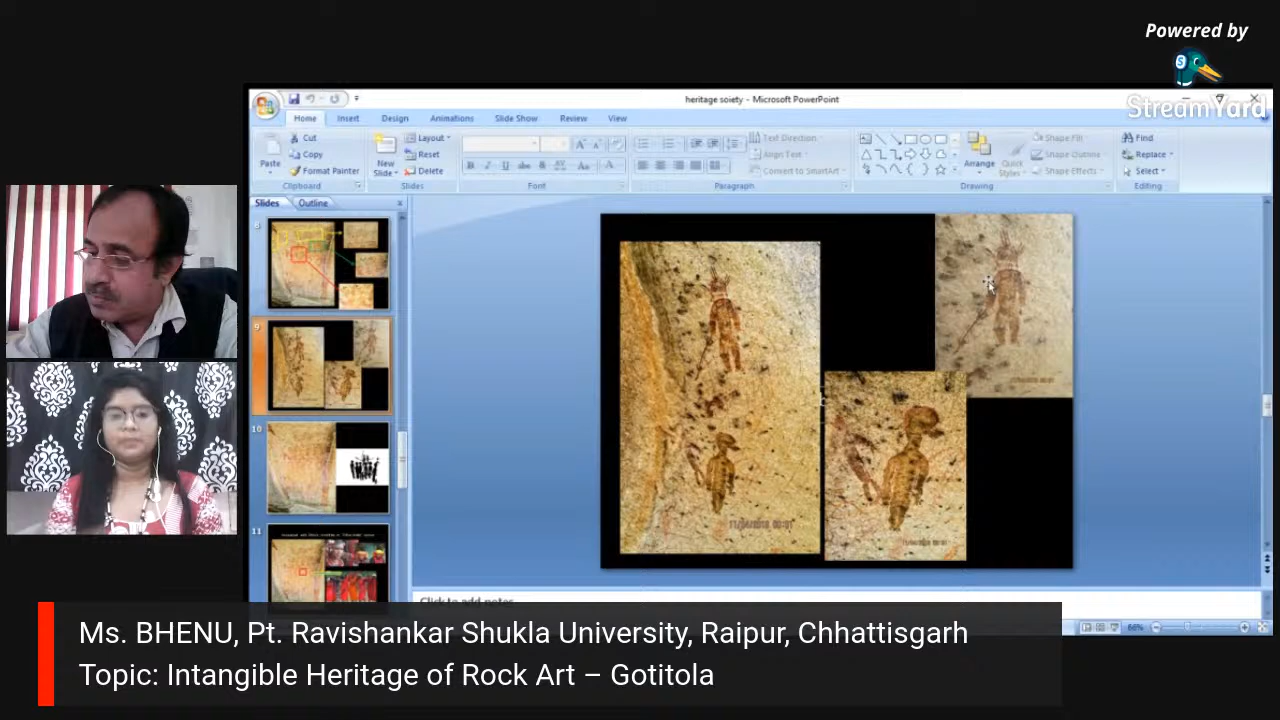 Powered by
StreamYard
heritage soiety - Microsoft PowerPoint
Home Insert Design Animations Slide Show Review View
Paste
Cut
Copy
Format Painter
Clipboard
New Slide
Layout
Reset
Delete
Slides
Font
Text Direction
Align Text
Convert to SmartArt
Paragraph
Arrange
Quick Styles
Shape Fill
Shape Outline
Shape Effects
Drawing
Find
Replace
Select
Editing
Slides Outline
9
10
11
Click to add notes
66%
Ms. BHENU, Pt. Ravishankar Shukla University, Raipur, Chhattisgarh
Topic: Intangible Heritage of Rock Art – Gotitola